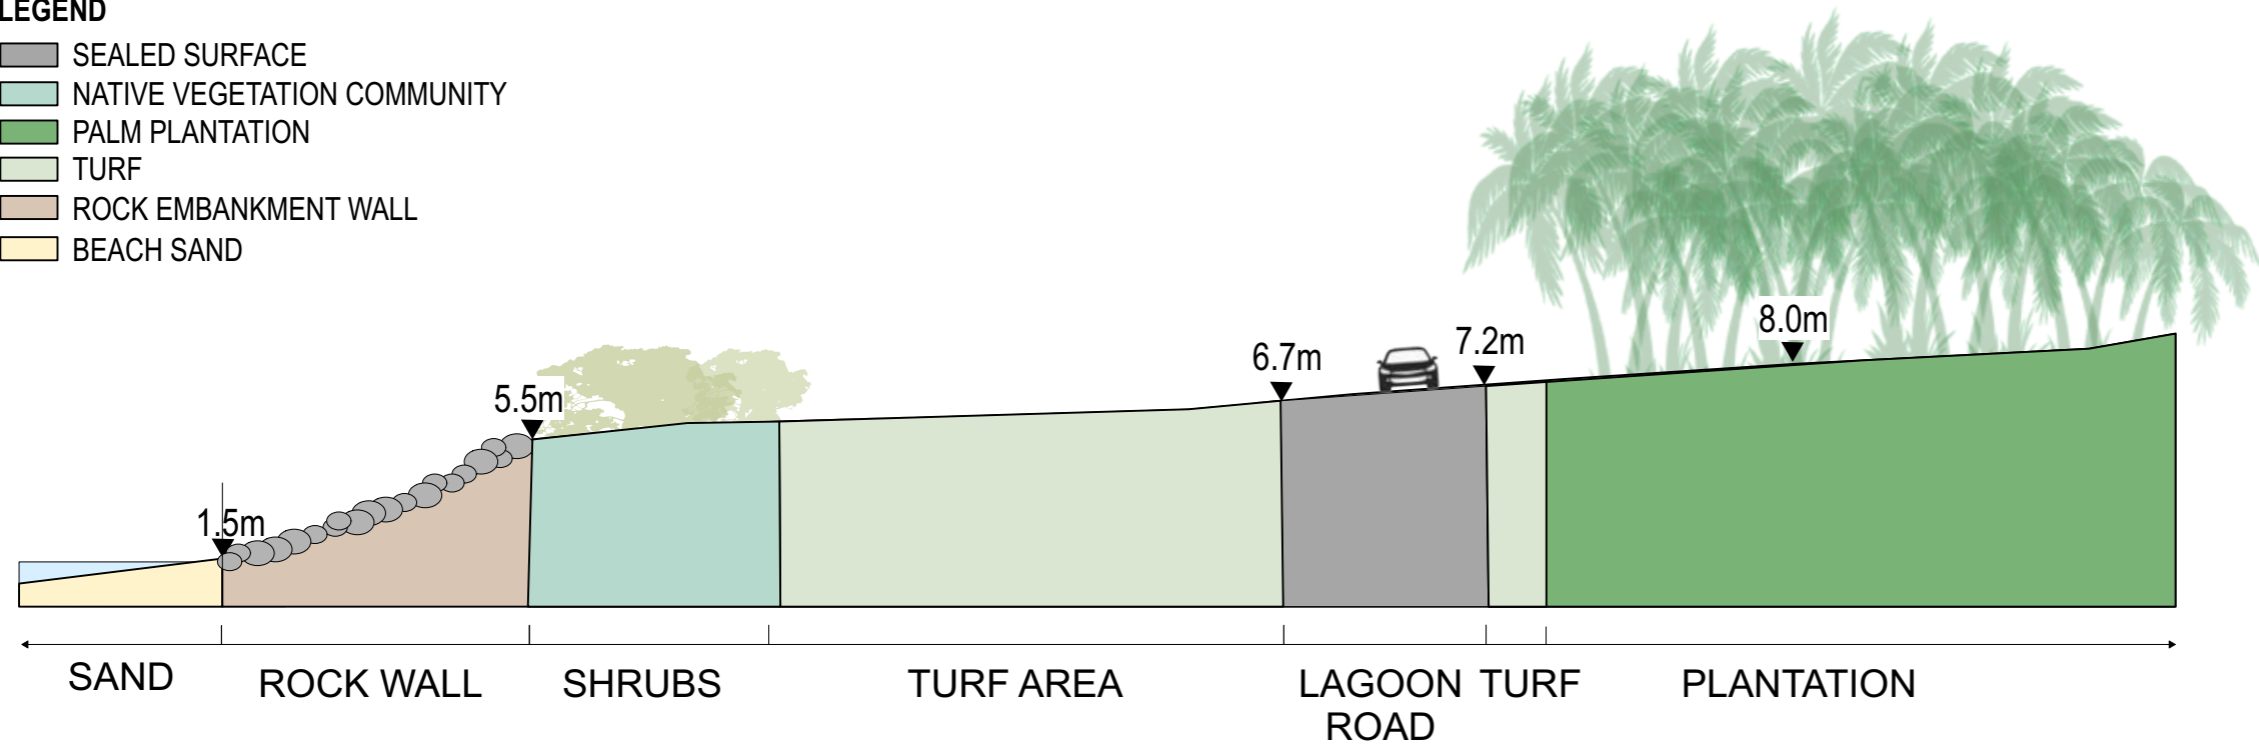 LEGEND
SEALED SURFACE
NATIVE VEGETATION COMMUNITY
PALM PLANTATION
TURF
ROCK EMBANKMENT WALL
BEACH SAND
1.5m
5.5m
6.7m
7.2m
8.0m
SAND
ROCK WALL
SHRUBS
TURF AREA
LAGOON
ROAD
TURF
PLANTATION